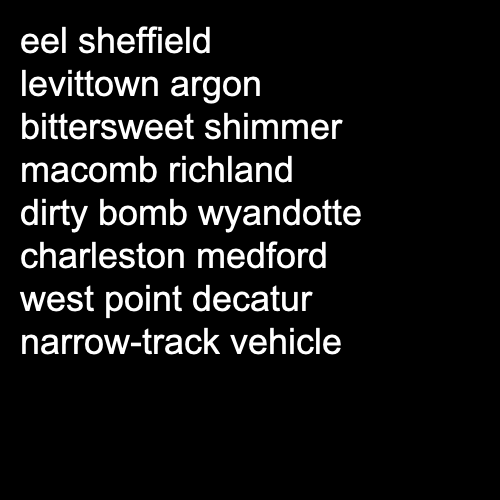 eel sheffield
levittown argon
bittersweet shimmer
macomb richland
dirty bomb wyandotte
charleston medford
west point decatur
narrow-track vehicle